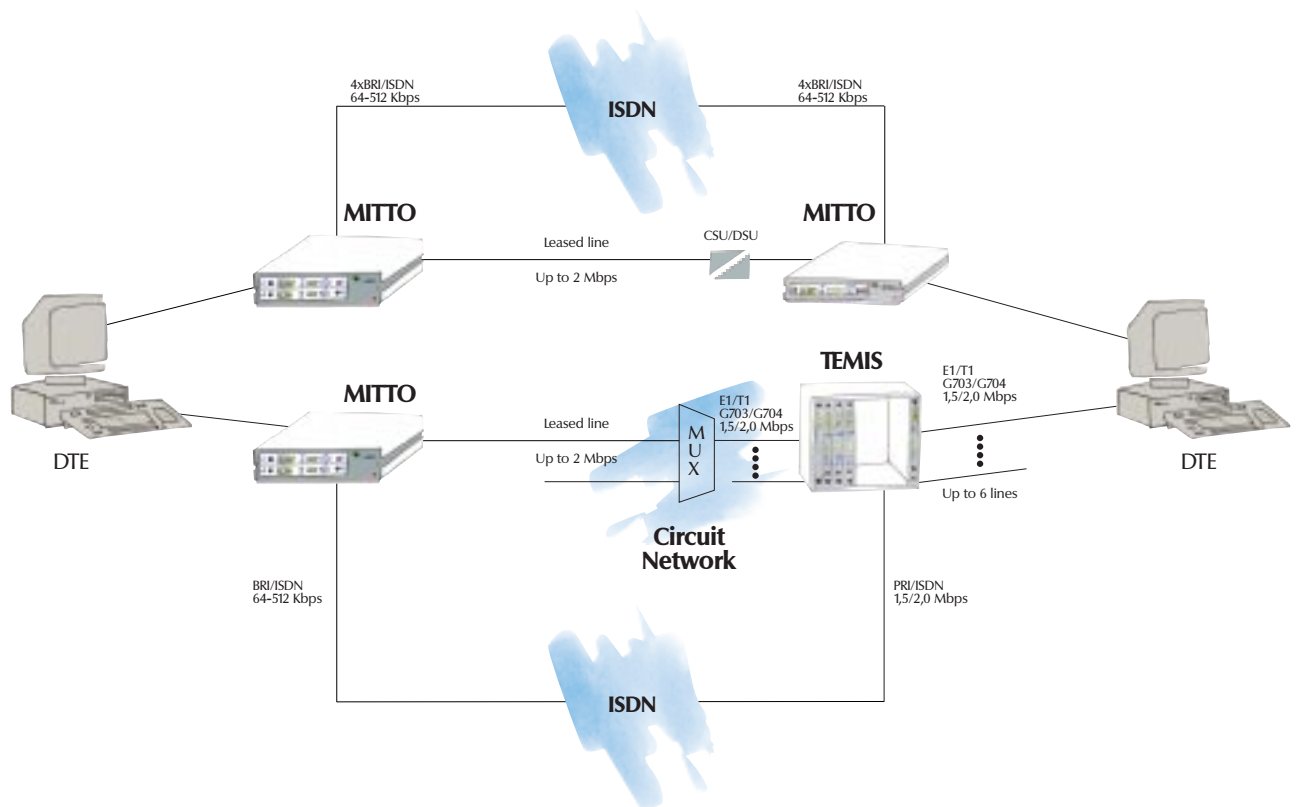 4xBRI/ISDN
64-512 Kbps
ISDN
4xBRI/ISDN
64-512 Kbps
MITTO
MITTO
Leased line
CSU/DSU
Up to 2 Mbps
TEMIS
E1/T1
G703/G704
1,5/2,0 Mbps
MITTO
E1/T1
G703/G704
1,5/2,0 Mbps
Leased line
MUX
Up to 2 Mbps
DTE
DTE
Up to 6 lines
Circuit
Network
BRI/ISDN
64-512 Kbps
PRI/ISDN
1,5/2,0 Mbps
ISDN